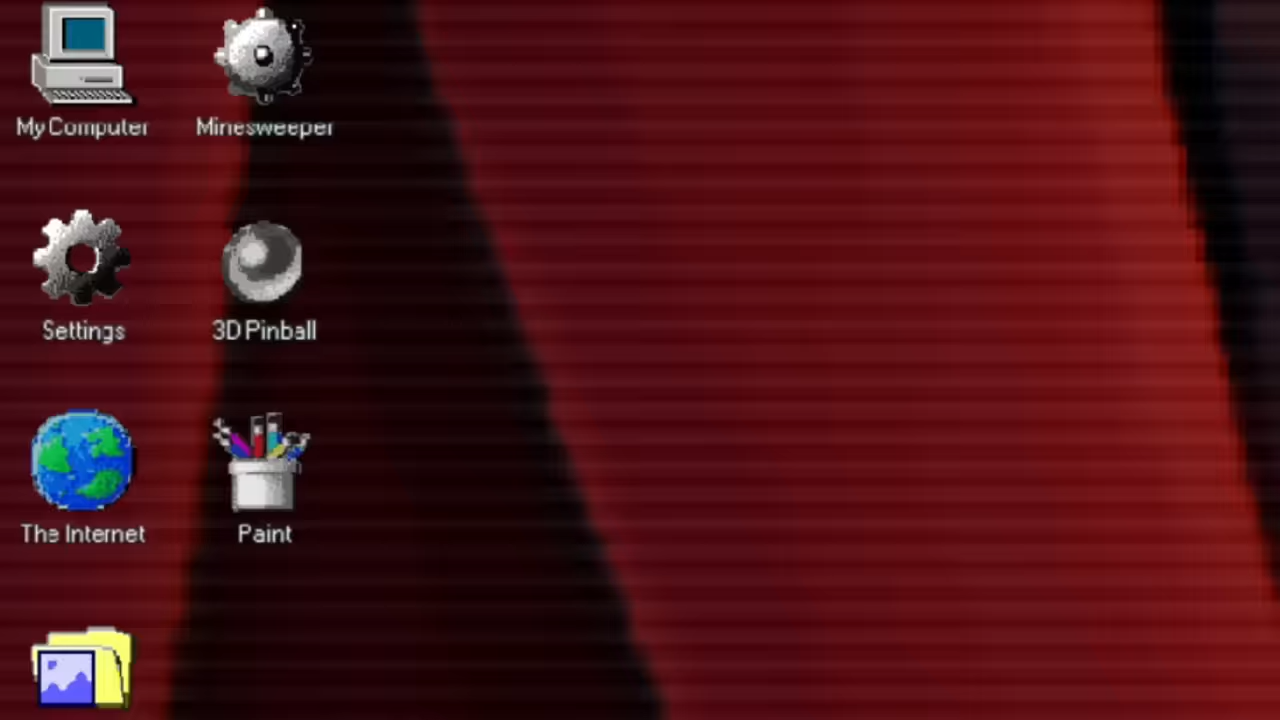 My Computer
Minesweeper
Settings
3D Pinball
The Internet
Paint